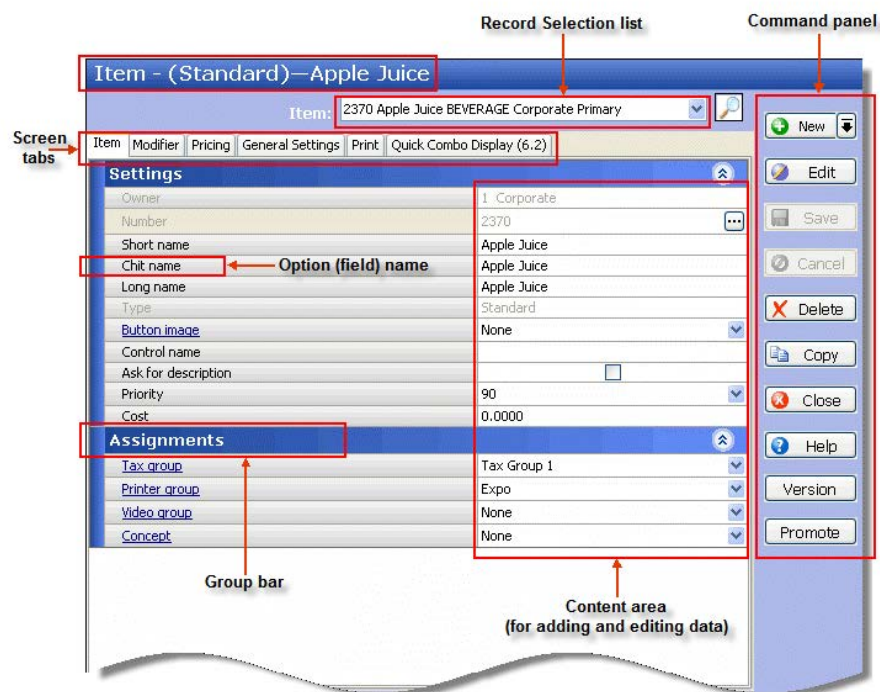 Record Selection list
Command panel
Item - (Standard)—Apple Juice
Item: 2370 Apple Juice BEVERAGE Corporate Primary
Screen tabs
Item Modifier Pricing General Settings Print Quick Combo Display (6.2)
Settings
Owner 1 Corporate
Number 2370 ...
Short name Apple Juice
Chit name Apple Juice
Option (field) name
Long name Apple Juice
Type Standard
Button image None
Control name
Ask for description
Priority 90
Cost 0.0000
Assignments
Tax group Tax Group 1
Printer group Expo
Video group None
Concept None
Group bar
Content area
(for adding and editing data)
New
Edit
Save
Cancel
Delete
Copy
Close
Help
Version
Promote